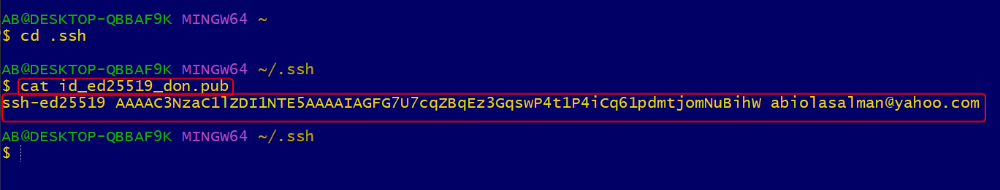 AB@DESKTOP-QBBAF9K MINGW64 ~
$ cd .ssh
AB@DESKTOP-QBBAF9K MINGW64 ~/.ssh
$ cat id_ed25519_don.pub
ssh-ed25519 AAAAC3NzaC1lZDI1NTE5AAAAIAGFG7U7cqZBqEz3GqswP4t1P4iCq61pdmtjomNuBihW abiolasalman@yahoo.com
AB@DESKTOP-QBBAF9K MINGW64 ~/.ssh
$